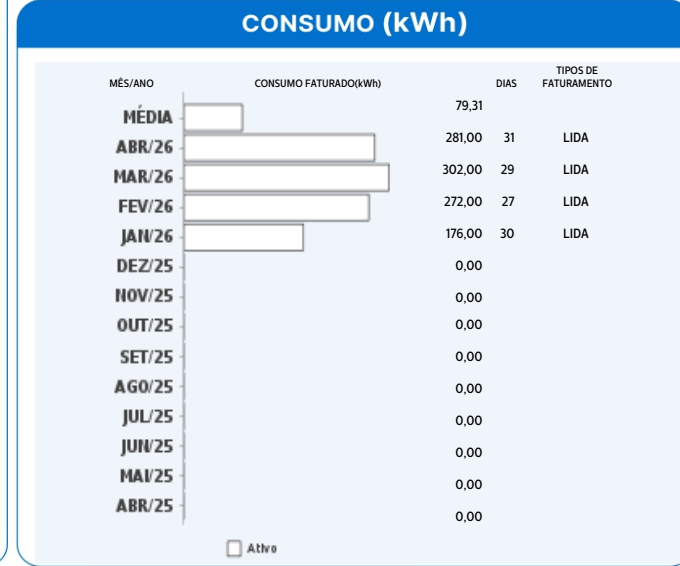 CONSUMO (kWh)
MÊS/ANO CONSUMO FATURADO(kWh) DIAS TIPOS DE FATURAMENTO
MÉDIA 79,31
ABR/26 281,00 31 LIDA
MAR/26 302,00 29 LIDA
FEV/26 272,00 27 LIDA
JAN/26 176,00 30 LIDA
DEZ/25 0,00
NOV/25 0,00
OUT/25 0,00
SET/25 0,00
AGO/25 0,00
JUL/25 0,00
JUN/25 0,00
MAI/25 0,00
ABR/25 0,00
Ativo